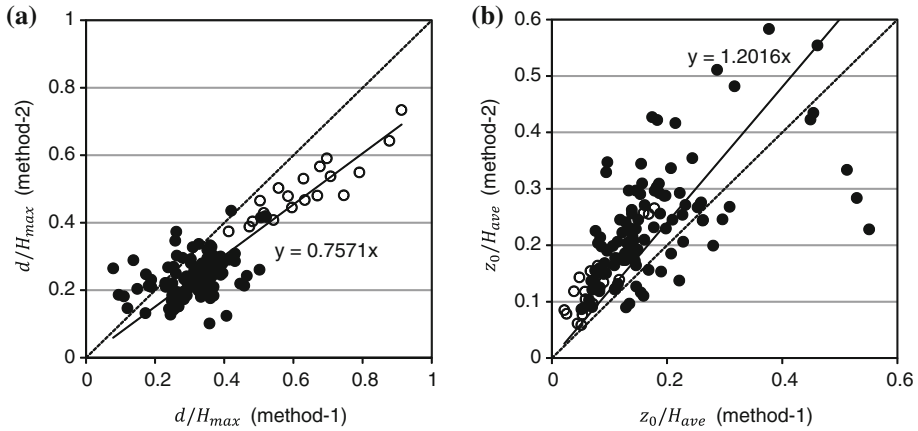 (a)
1
0.8
0.6
0.4
0.2
0
d/H_max (method-2)
y = 0.7571x
0 0.2 0.4 0.6 0.8 1
d/H_max (method-1)
(b)
0.6
0.5
0.4
0.3
0.2
0.1
0
z_0/H_ave (method-2)
y = 1.2016x
0 0.2 0.4 0.6
z_0/H_ave (method-1)